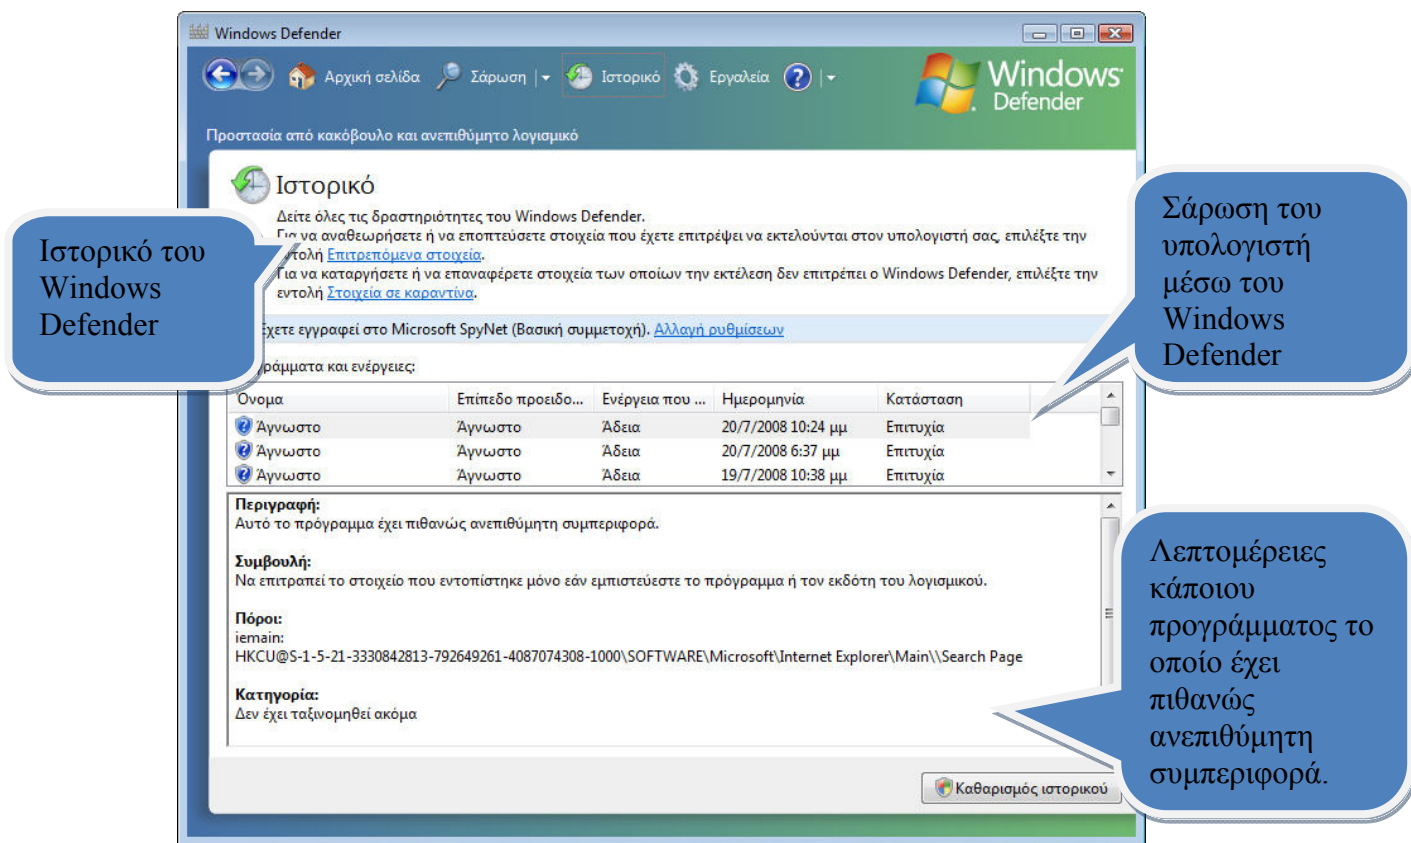 Windows Defender
Αρχική σελίδα Σάρωση Ιστορικό Εργαλεία
Windows
Defender
Προστασία από κακόβουλο και ανεπιθύμητο λογισμικό
Ιστορικό
Δείτε όλες τις δραστηριότητες του Windows Defender.
Για να αναθεωρήσετε ή να εποπτεύσετε στοιχεία που έχετε επιτρέψει να εκτελούνται στον υπολογιστή σας, επιλέξτε την
εντολή Επιτρεπόμενα στοιχεία.
Για να καταργήσετε ή να επαναφέρετε στοιχεία των οποίων την εκτέλεση δεν επιτρέπει ο Windows Defender, επιλέξτε την
εντολή Στοιχεία σε καραντίνα.
Έχετε εγγραφεί στο Microsoft SpyNet (Βασική συμμετοχή). Αλλαγή ρυθμίσεων
και ενέργειες:
Όνομα Επίπεδο προειδο... Ενέργεια που ... Ημερομηνία Κατάσταση
Άγνωστο Άγνωστο Άδεια 20/7/2008 10:24 μμ Επιτυχία
Άγνωστο Άγνωστο Άδεια 20/7/2008 6:37 μμ Επιτυχία
Άγνωστο Άγνωστο Άδεια 19/7/2008 10:38 μμ Επιτυχία
Περιγραφή:
Αυτό το πρόγραμμα έχει πιθανώς ανεπιθύμητη συμπεριφορά.
Συμβουλή:
Να επιτραπεί το στοιχείο που εντοπίστηκε μόνο εάν εμπιστεύεστε το πρόγραμμα ή τον εκδότη του λογισμικού.
Πόροι:
iemain:
HKCU@S-1-5-21-3330842813-792649261-4087074308-1000\SOFTWARE\Microsoft\Internet Explorer\Main\\Search Page
Κατηγορία:
Δεν έχει ταξινομηθεί ακόμα
Καθαρισμός ιστορικού
Ιστορικό του
Windows
Defender
Σάρωση του
υπολογιστή
μέσω του
Windows
Defender
Λεπτομέρειες
κάποιου
προγράμματος το
οποίο έχει
πιθανώς
ανεπιθύμητη
συμπεριφορά.